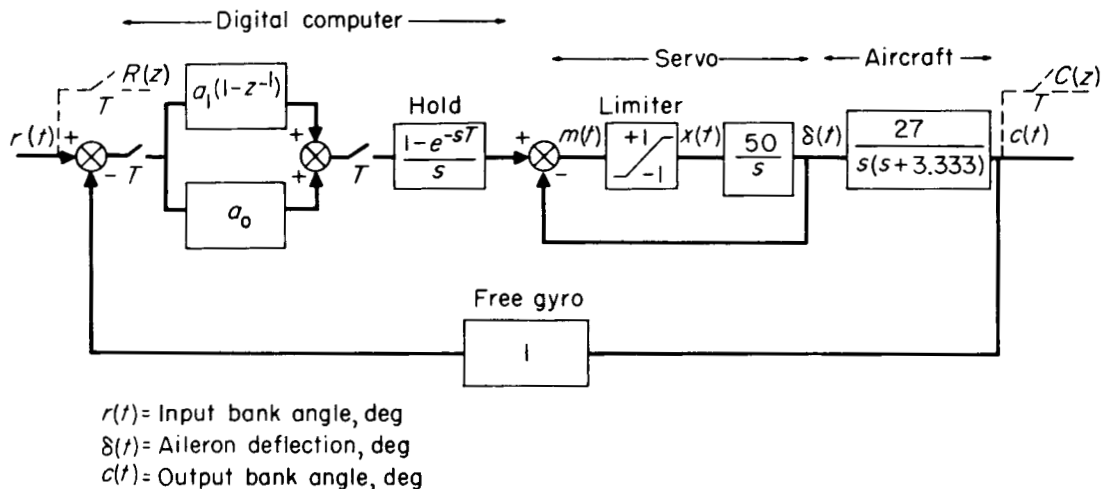 Digital computer
Servo
Aircraft
R(z)
T
a₁(1-z⁻¹)
Hold
Limiter
C(z)
T
r(t)
+
-
T
+
+
T
1-e^-sT
s
+
-
m(t)
+1
-1
x(t)
50
s
δ(t)
27
s(s+3.333)
c(t)
a₀
Free gyro
1
r(t)= Input bank angle, deg
δ(t)= Aileron deflection, deg
c(t)= Output bank angle, deg